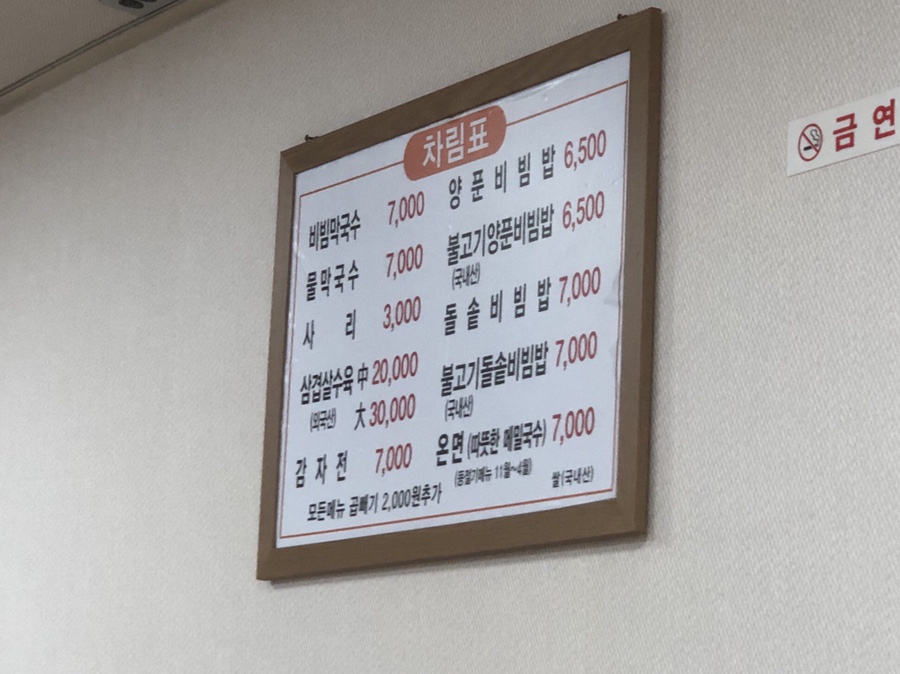 차림표
비빔막국수 7,000
물막국수 7,000
사 리 3,000
삼겹살수육 中 20,000
(외국산) 大 30,000
감 자 전 7,000
모든메뉴 곱빼기 2,000원추가
양 푼 비 빔 밥 6,500
불고기양푼비빔밥 6,500
(국내산)
돌 솥 비 빔 밥 7,000
불고기돌솥비빔밥 7,000
(국내산)
온면 (따뜻한 메밀국수) 7,000
(동절기메뉴 11월~4월)
쌀(국내산)
금 연